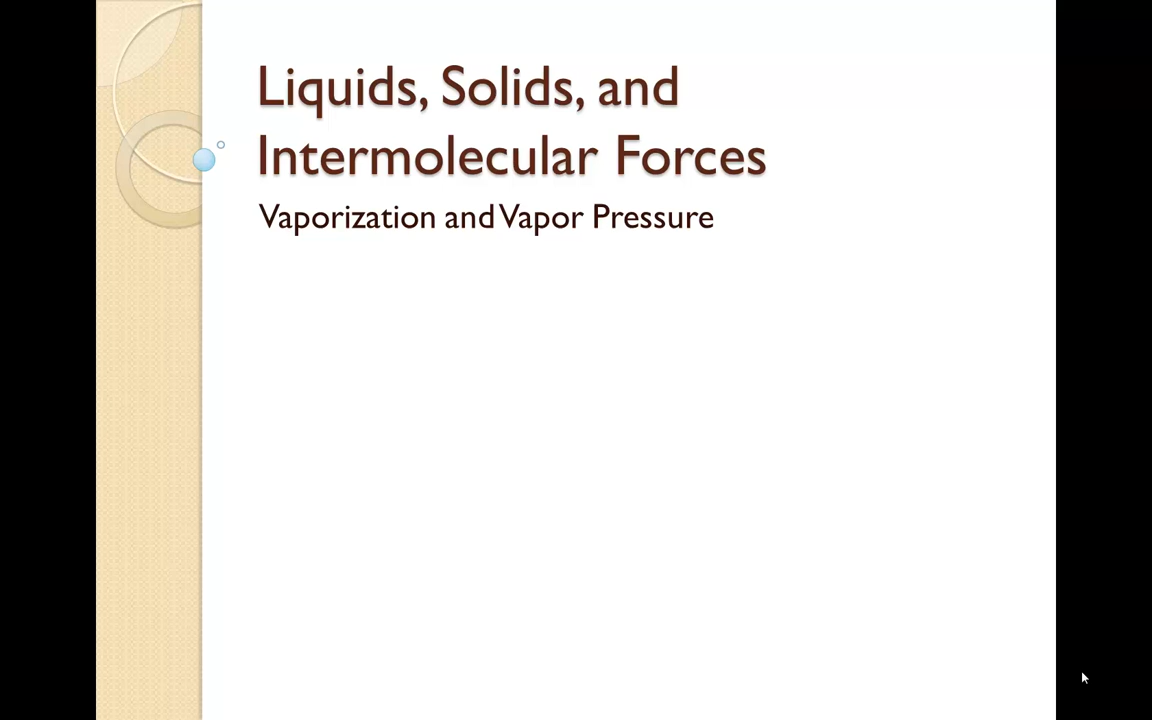 Liquids, Solids, and
Intermolecular Forces
Vaporization and Vapor Pressure